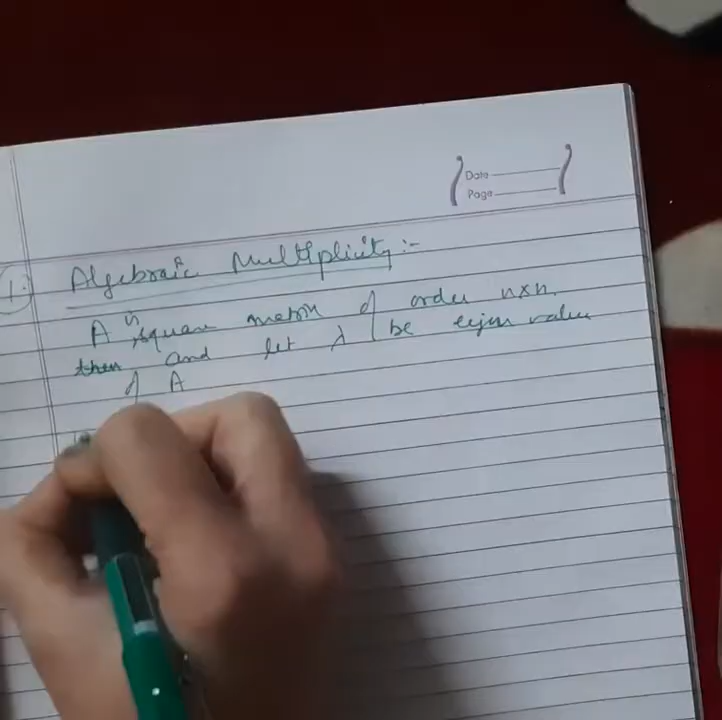 Date
Page
1. Algebraic Multiplicity :-
A is square matrix of order n×n.
then and let λ be eigen value
of A